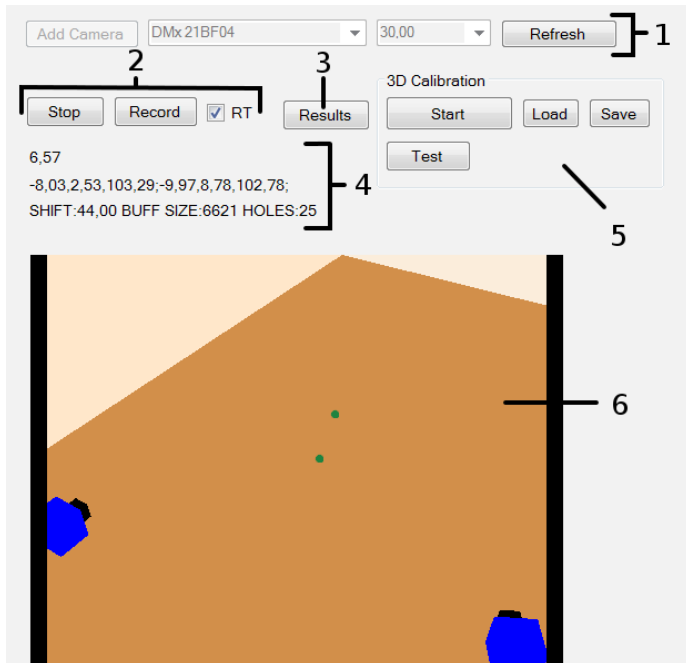 Add Camera DMx 21BF04 30,00 Refresh 1
2 3 3D Calibration
Stop Record RT Results Start Load Save
Test
6,57
-8,03,2,53,103,29;-9,97,8,78,102,78; 4
SHIFT:44,00 BUFF SIZE:6621 HOLES:25
5
6